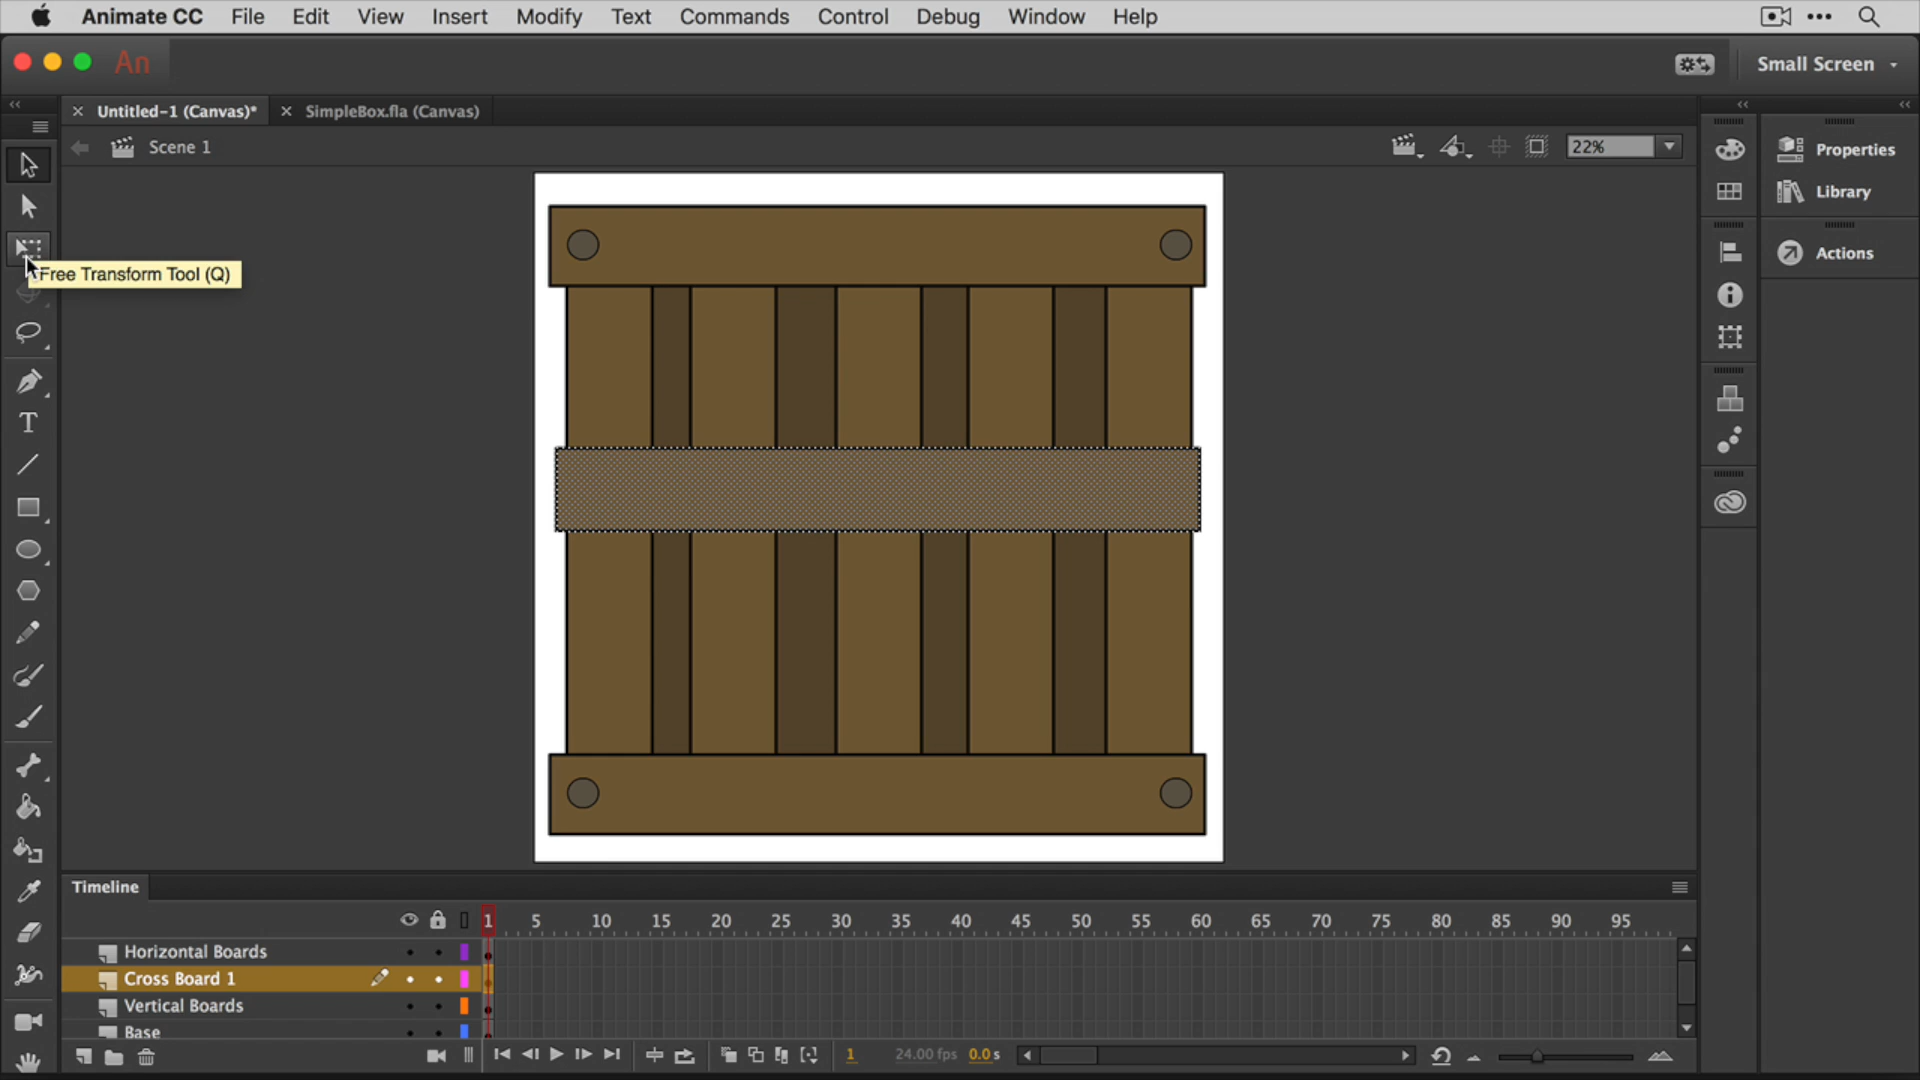 Animate CC File Edit View Insert Modify Text Commands Control Debug Window Help
An
Small Screen
Untitled-1 (Canvas)* SimpleBox.fla (Canvas)
Scene 1
22%
Properties
Library
Actions
Free Transform Tool (Q)
T
Timeline
1 5 10 15 20 25 30 35 40 45 50 55 60 65 70 75 80 85 90 95
Horizontal Boards
Cross Board 1
Vertical Boards
Base
1 24.00 fps 0.0 s